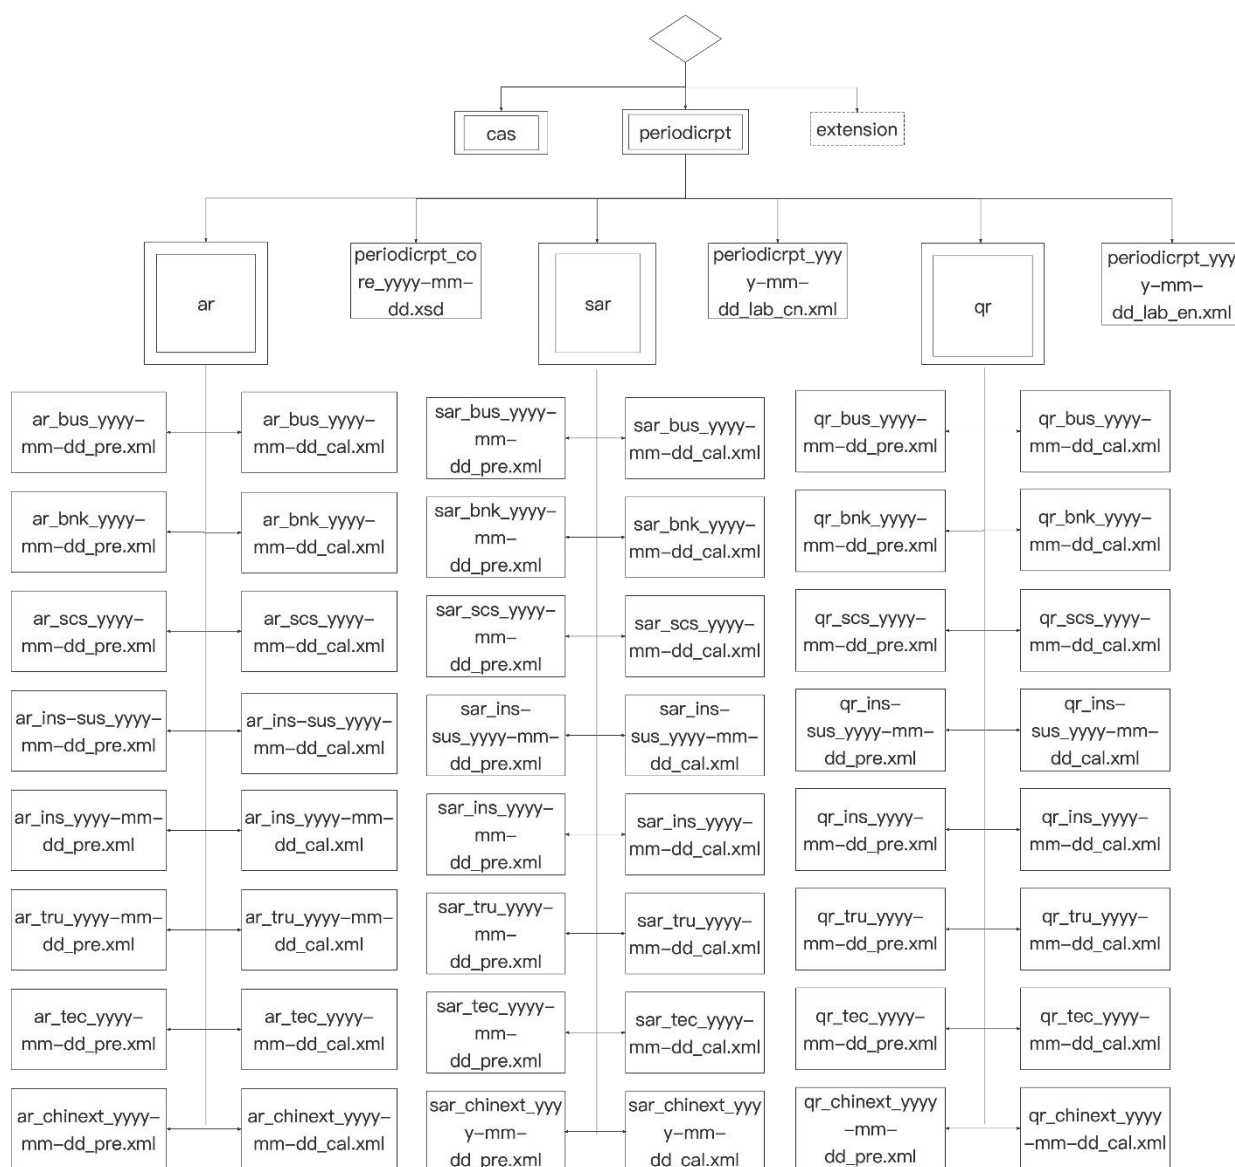 cas
periodicrpt
extension
ar
periodicrpt_co
re_yyyy-mm-
dd.xsd
sar
periodicrpt_yyy
y-mm-
dd_lab_cn.xml
qr
periodicrpt_yyy
y-mm-
dd_lab_en.xml
ar_bus_yyyy-
mm-dd_pre.xml
ar_bus_yyyy-
mm-dd_cal.xml
sar_bus_yyyy-
mm-
dd_pre.xml
sar_bus_yyyy-
mm-dd_cal.xml
qr_bus_yyyy-
mm-dd_pre.xml
qr_bus_yyyy-
mm-dd_cal.xml
ar_bnk_yyyy-
mm-dd_pre.xml
ar_bnk_yyyy-
mm-dd_cal.xml
sar_bnk_yyyy-
mm-
dd_pre.xml
sar_bnk_yyyy-
mm-dd_cal.xml
qr_bnk_yyyy-
mm-dd_pre.xml
qr_bnk_yyyy-
mm-dd_cal.xml
ar_scs_yyyy-
mm-dd_pre.xml
ar_scs_yyyy-
mm-dd_cal.xml
sar_scs_yyyy-
mm-
dd_pre.xml
sar_scs_yyyy-
mm-dd_cal.xml
qr_scs_yyyy-
mm-dd_pre.xml
qr_scs_yyyy-
mm-dd_cal.xml
ar_ins-sus_yyyy-
mm-dd_pre.xml
ar_ins-sus_yyyy-
mm-dd_cal.xml
sar_ins-
sus_yyyy-mm-
dd_pre.xml
sar_ins-
sus_yyyy-mm-
dd_cal.xml
qr_ins-
sus_yyyy-mm-
dd_pre.xml
qr_ins-
sus_yyyy-mm-
dd_cal.xml
ar_ins_yyyy-mm-
dd_pre.xml
ar_ins_yyyy-mm-
dd_cal.xml
sar_ins_yyyy-
mm-
dd_pre.xml
sar_ins_yyyy-
mm-dd_cal.xml
qr_ins_yyyy-
mm-dd_pre.xml
qr_ins_yyyy-
mm-dd_cal.xml
ar_tru_yyyy-mm-
dd_pre.xml
ar_tru_yyyy-mm-
dd_cal.xml
sar_tru_yyyy-
mm-
dd_pre.xml
sar_tru_yyyy-
mm-dd_cal.xml
qr_tru_yyyy-
mm-dd_pre.xml
qr_tru_yyyy-
mm-dd_cal.xml
ar_tec_yyyy-
mm-dd_pre.xml
ar_tec_yyyy-
mm-dd_cal.xml
sar_tec_yyyy-
mm-
dd_pre.xml
sar_tec_yyyy-
mm-dd_cal.xml
qr_tec_yyyy-
mm-dd_pre.xml
qr_tec_yyyy-
mm-dd_cal.xml
ar_chinext_yyyy-
mm-dd_pre.xml
ar_chinext_yyyy-
mm-dd_cal.xml
sar_chinext_yyy
y-mm-
dd_pre.xml
sar_chinext_yyy
y-mm-
dd_cal.xml
qr_chinext_yyyy
-mm-
dd_pre.xml
qr_chinext_yyyy
-mm-dd_cal.xml